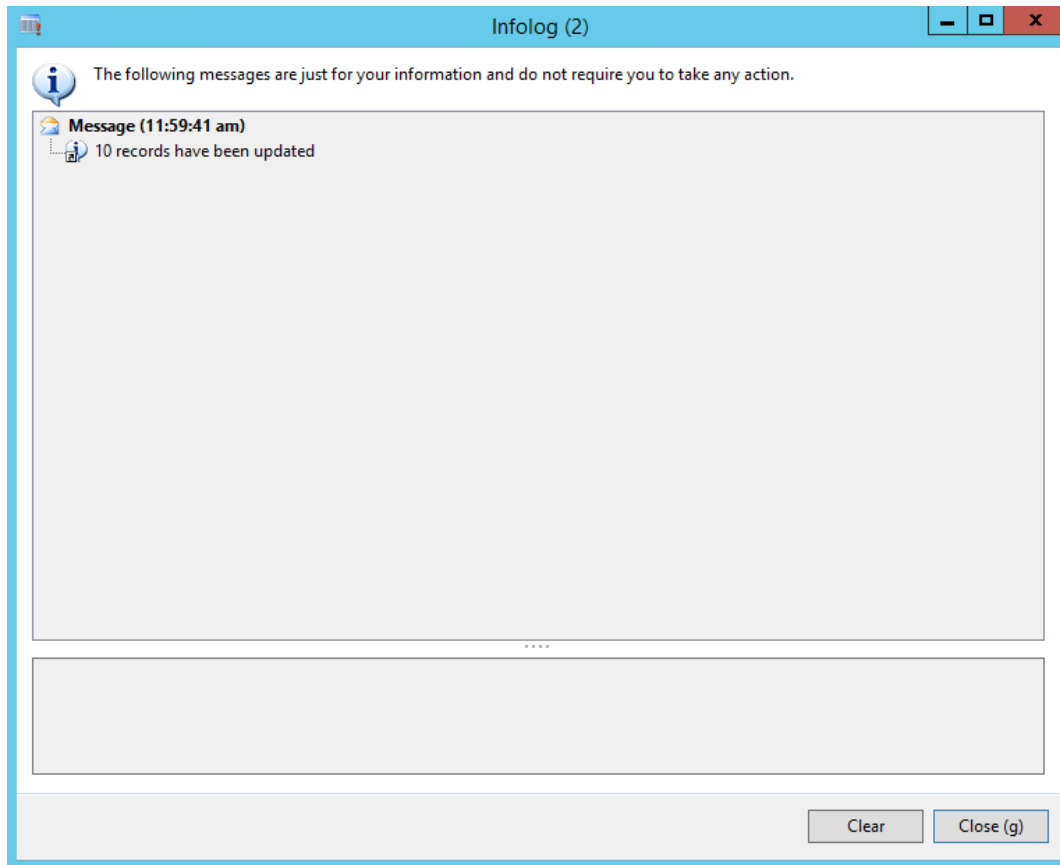 Infolog (2)
The following messages are just for your information and do not require you to take any action.
Message (11:59:41 am)
10 records have been updated
Clear
Close (g)